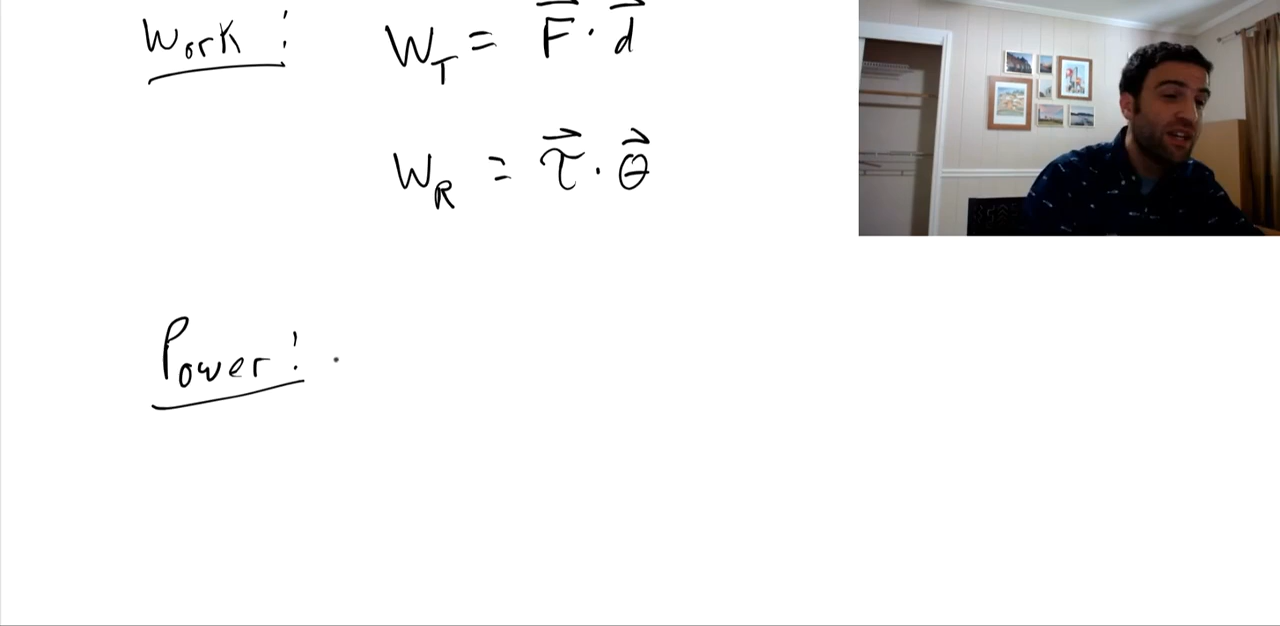 Work: W_T = F⃗ · d⃗
W_R = τ⃗ · θ⃗
Power: